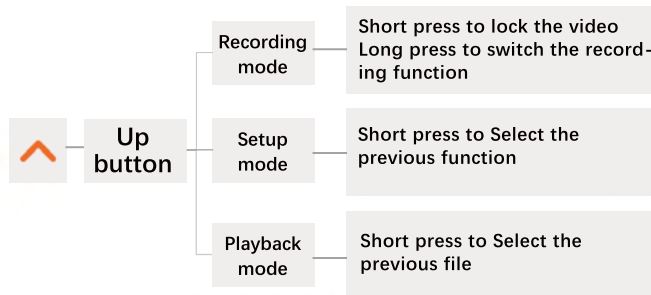 Up
button
Recording
mode
Short press to lock the video
Long press to switch the record-
ing function
Setup
mode
Short press to Select the
previous function
Playback
mode
Short press to Select the
previous file